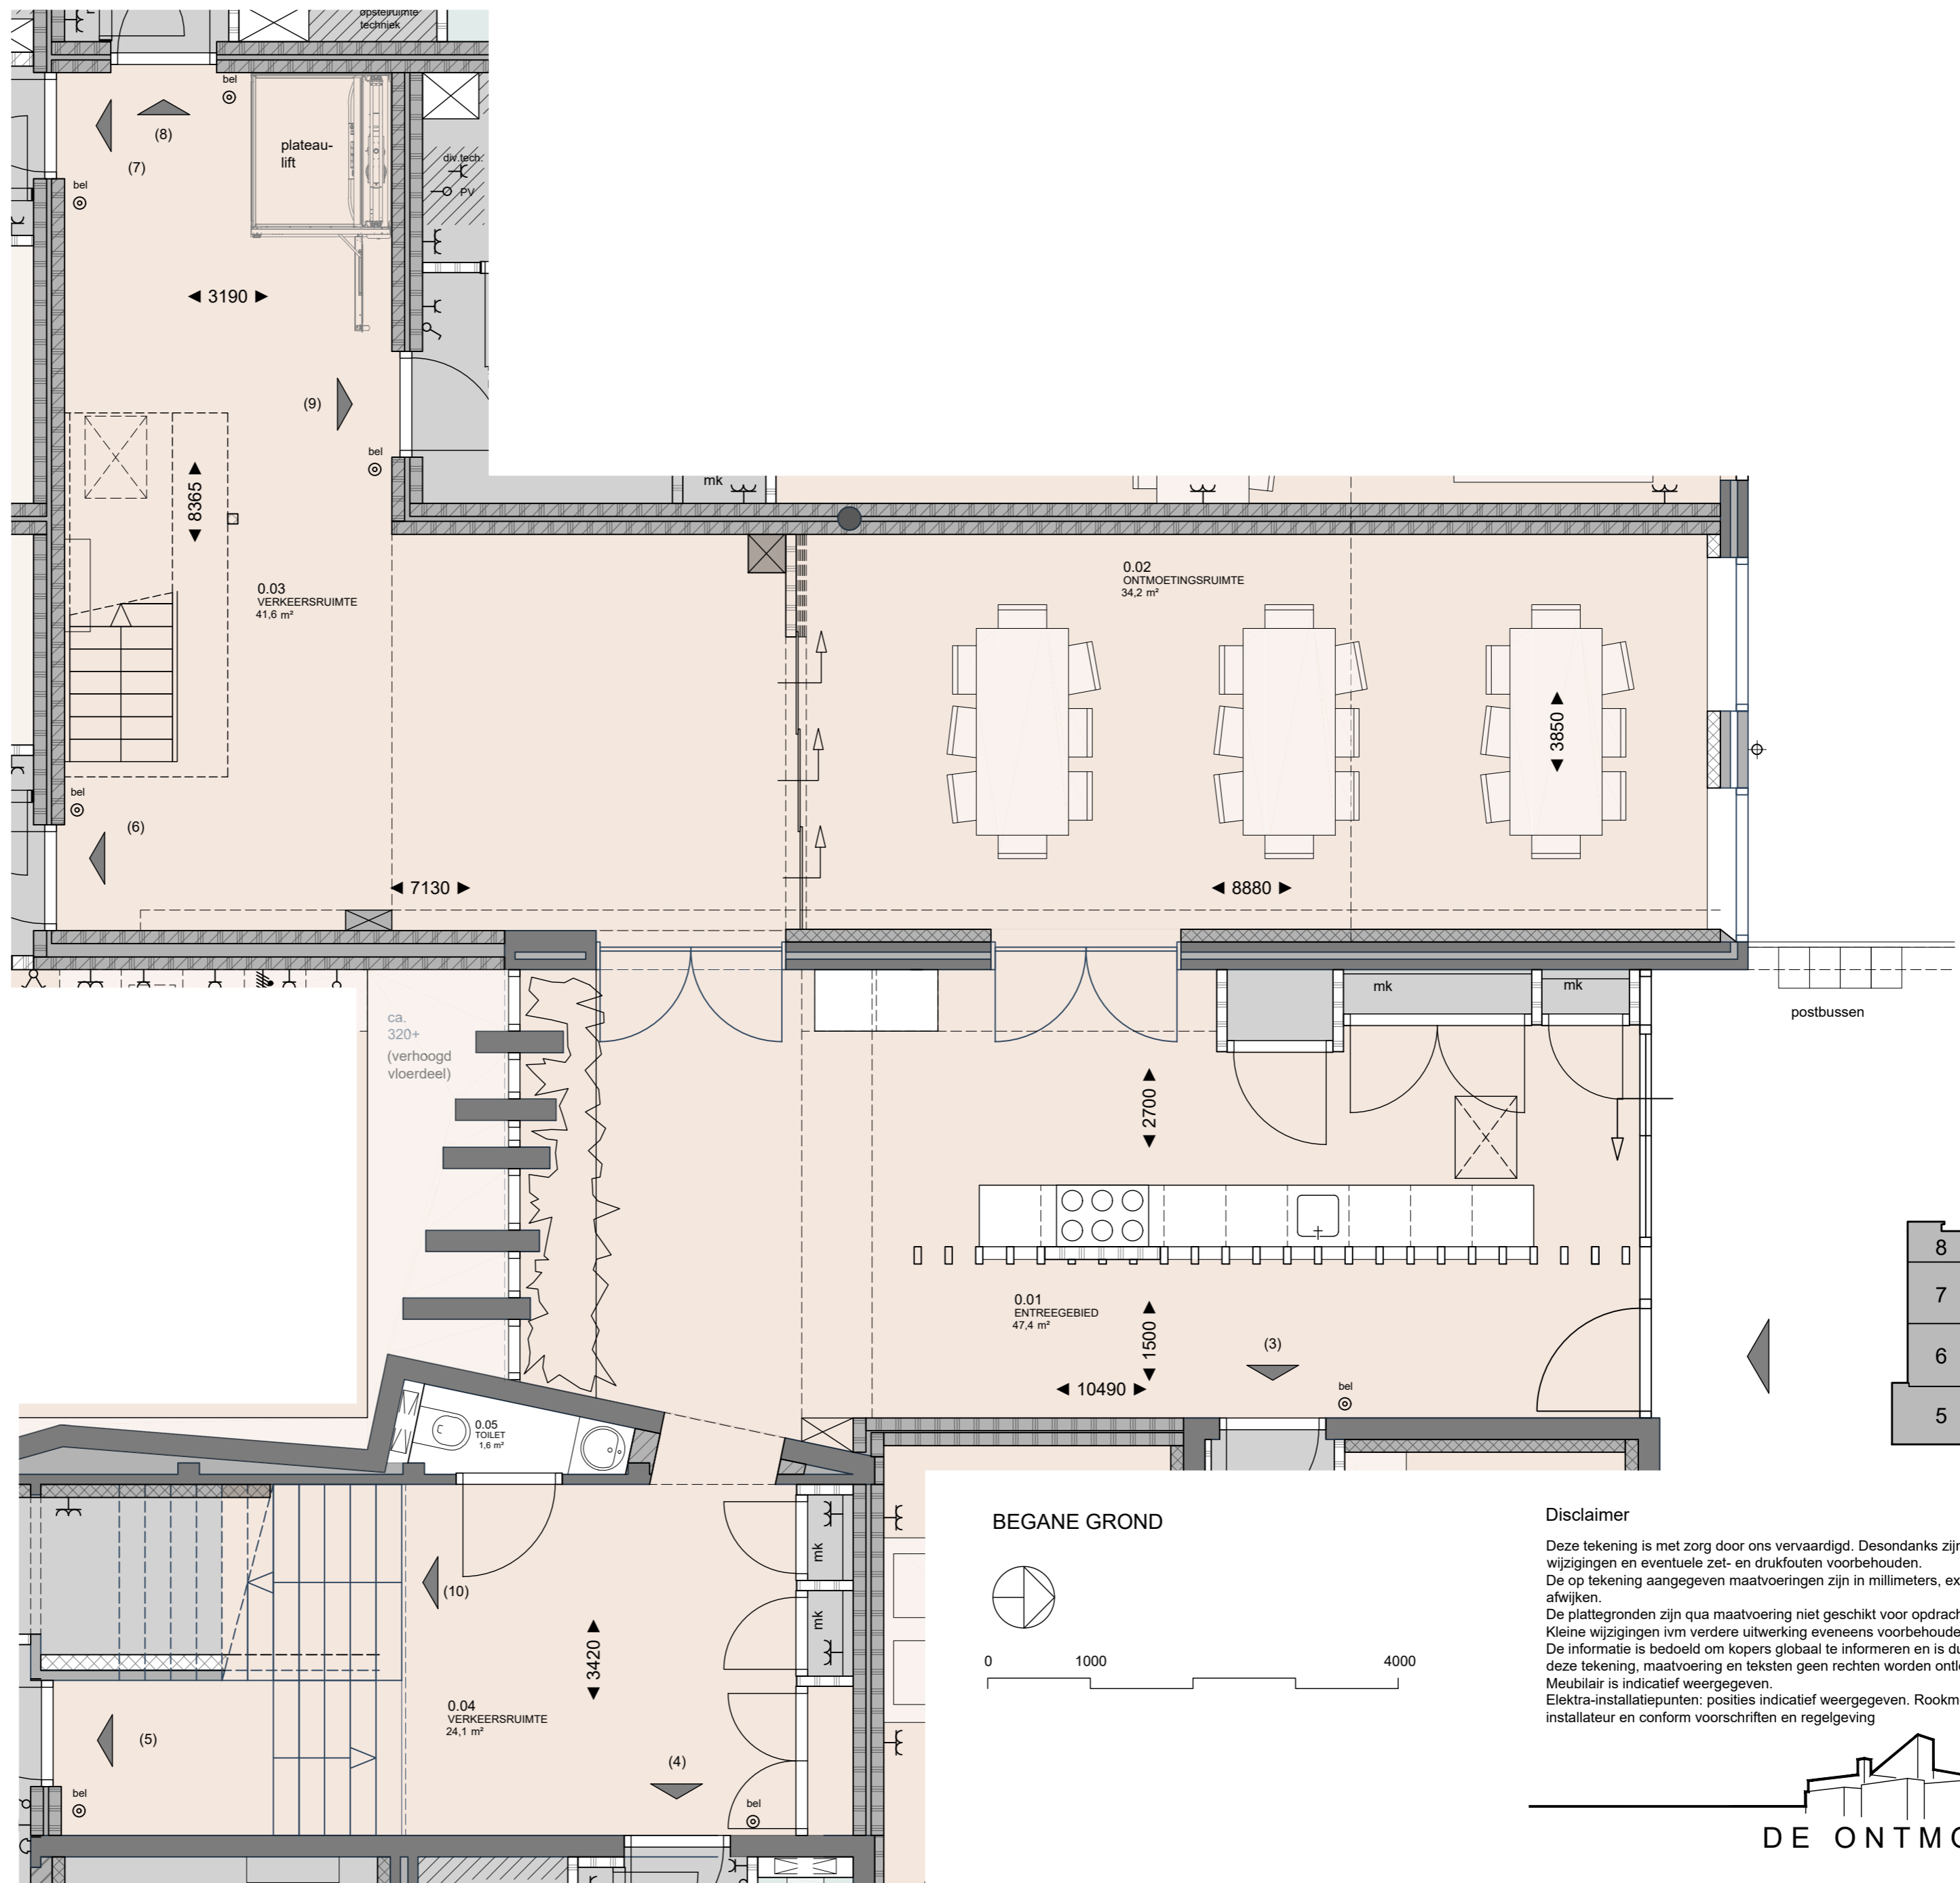 opstelruimte
techniek
bel
(8)
(7)
plateau-
lift
bel
div.tech.
PV
◄ 3190 ►
(9)
bel
◄ 8365 ►
mk
0.03
VERKEERSRUIMTE
41,6 m²
0.02
ONTMOETINGSRUIMTE
34,2 m²
◄ 3850 ►
bel
(6)
◄ 7130 ►
◄ 8880 ►
mk
mk
postbussen
ca.
320+
(verhoogd
vloerdeel)
◄ 2700 ►
0.01
ENTREEGEBIED
47,4 m²
◄ 1500 ►
(3)
◄ 10490 ►
bel
8
7
6
5
0.05
TOILET
1,6 m²
mk
mk
(10)
◄ 3420 ►
0.04
VERKEERSRUIMTE
24,1 m²
(5)
bel
(4)
bel
BEGANE GROND
0 1000 4000
Disclaimer
Deze tekening is met zorg door ons vervaardigd. Desondanks zijn
wijzigingen en eventuele zet- en drukfouten voorbehouden.
De op tekening aangegeven maatvoeringen zijn in millimeters, ex
afwijken.
De plattegronden zijn qua maatvoering niet geschikt voor opdrach
Kleine wijzigingen ivm verdere uitwerking eveneens voorbehoude
De informatie is bedoeld om kopers globaal te informeren en is du
deze tekening, maatvoering en teksten geen rechten worden ontle
Meubilair is indicatief weergegeven.
Elektra-installatiepunten: posities indicatief weergegeven. Rookm
installateur en conform voorschriften en regelgeving
DE ONTMO